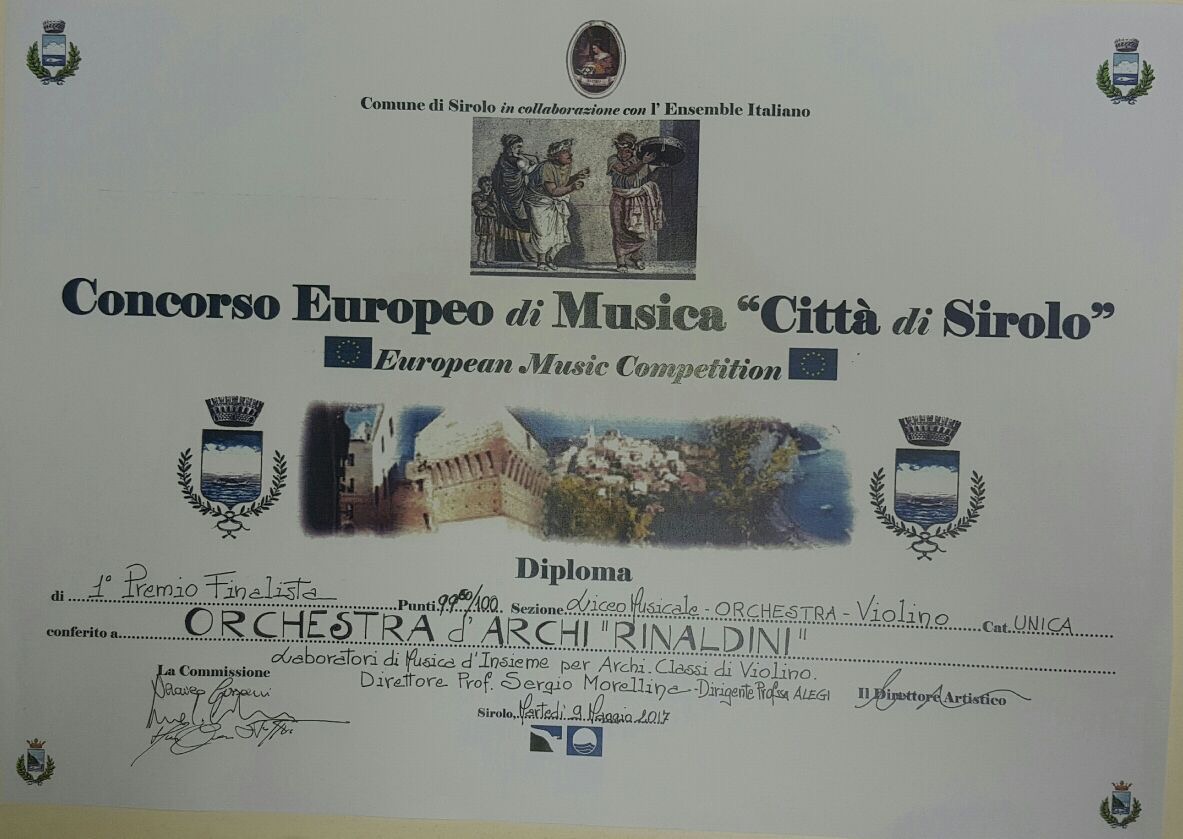 Comune di Sirolo in collaborazione con l' Ensemble Italiano
Concorso Europeo di Musica “Città di Sirolo”
European Music Competition
Diploma
di 1° Premio Finalista Punti 99,50/100 Sezione Liceo Musicale - ORCHESTRA - Violino Cat. UNICA
conferito a ORCHESTRA d'ARCHI "RINALDINI"
Laboratori di Musica d'Insieme per Archi. Classi di Violino.
La Commissione
Direttore Prof. Sergio Morellina - Dirigente Prof.ssa ALEGI
Il Direttore Artistico
Sirolo, Martedì 9 Maggio 2017